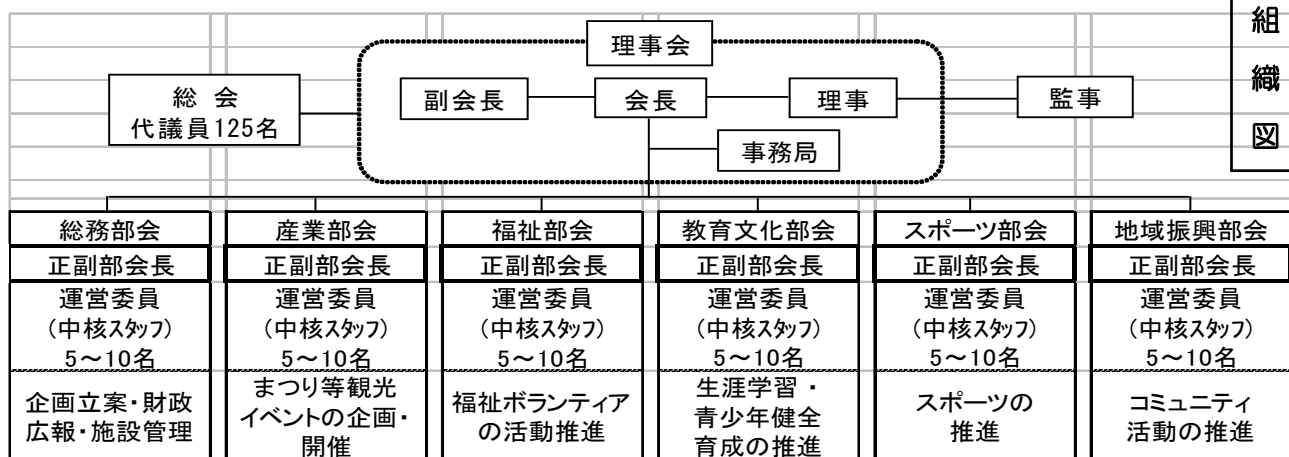 組
織
図
理事会
総 会
代議員125名
副会長
会長
理事
監事
事務局
総務部会
正副部会長
運営委員
(中核スタッフ)
5～10名
企画立案・財政
広報・施設管理
産業部会
正副部会長
運営委員
(中核スタッフ)
5～10名
まつり等観光
イベントの企画・
開催
福祉部会
正副部会長
運営委員
(中核スタッフ)
5～10名
福祉ボランティア
の活動推進
教育文化部会
正副部会長
運営委員
(中核スタッフ)
5～10名
生涯学習・
青少年健全
育成の推進
スポーツ部会
正副部会長
運営委員
(中核スタッフ)
5～10名
スポーツの
推進
地域振興部会
正副部会長
運営委員
(中核スタッフ)
5～10名
コミュニティ
活動の推進